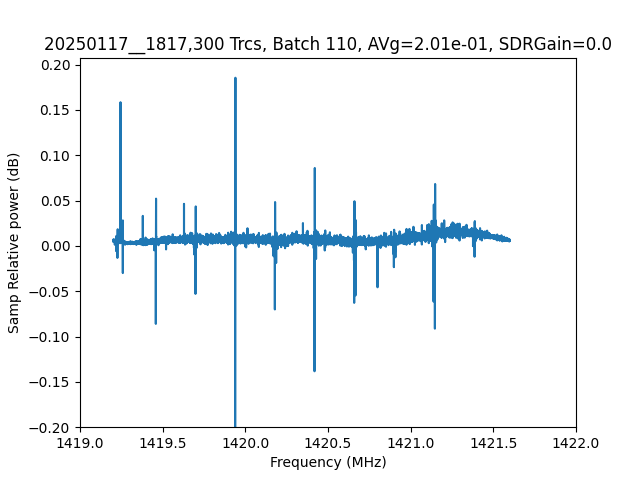 20250117__1817,300 Trcs, Batch 110, AVg=2.01e-01, SDRGain=0.0
0.20
0.15
0.10
0.05
0.00
−0.05
−0.10
−0.15
−0.20
Samp Relative power (dB)
1419.0 1419.5 1420.0 1420.5 1421.0 1421.5 1422.0
Frequency (MHz)